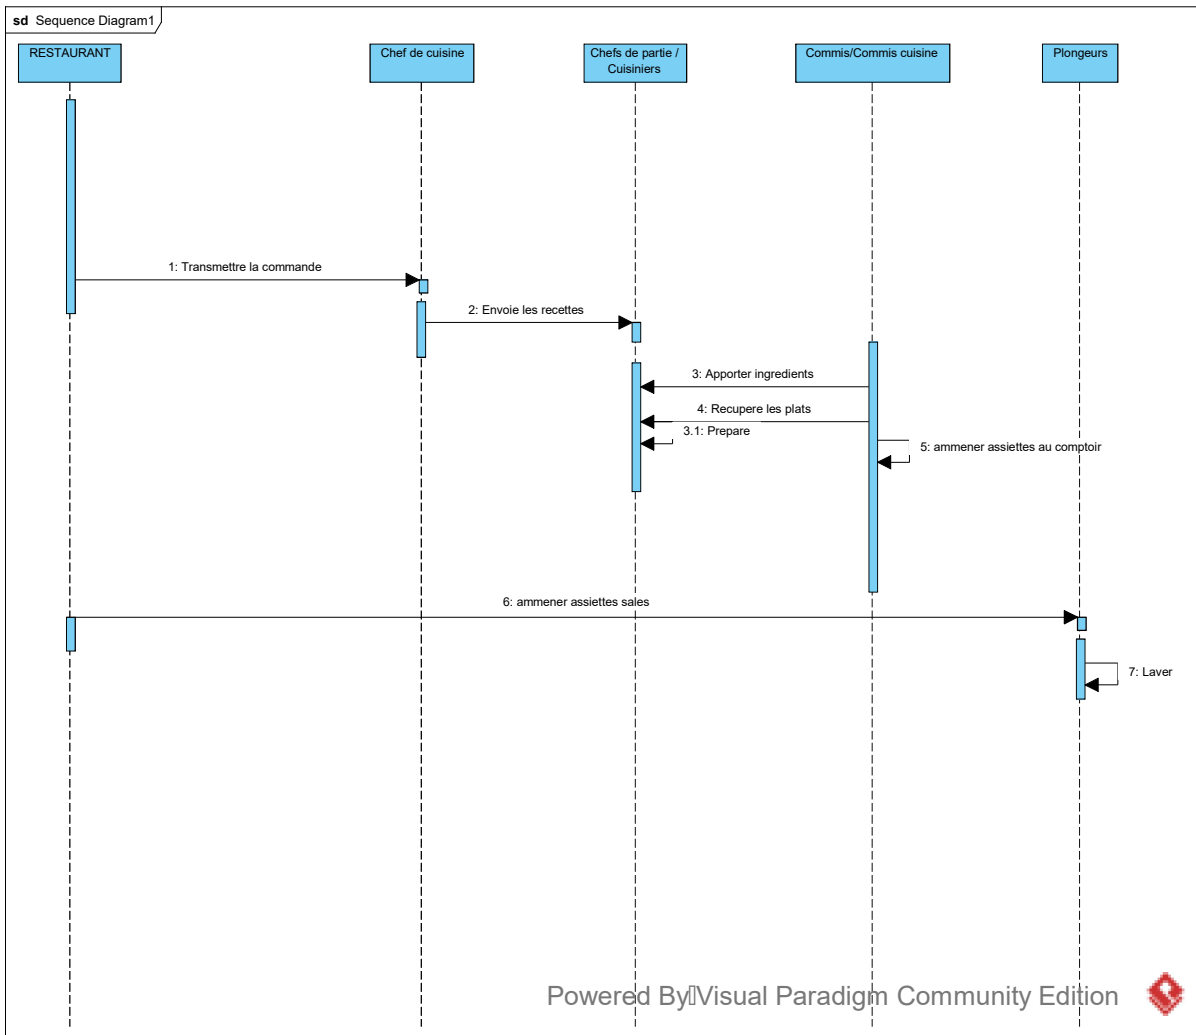 sd Sequence Diagram1
RESTAURANT
Chef de cuisine
Chefs de partie /
Cuisiniers
Commis/Commis cuisine
Plongeurs
1: Transmettre la commande
2: Envoie les recettes
3: Apporter ingredients
4: Recupere les plats
3.1: Prepare
5: ammener assiettes au comptoir
6: ammener assiettes sales
7: Laver
Powered By Visual Paradigm Community Edition